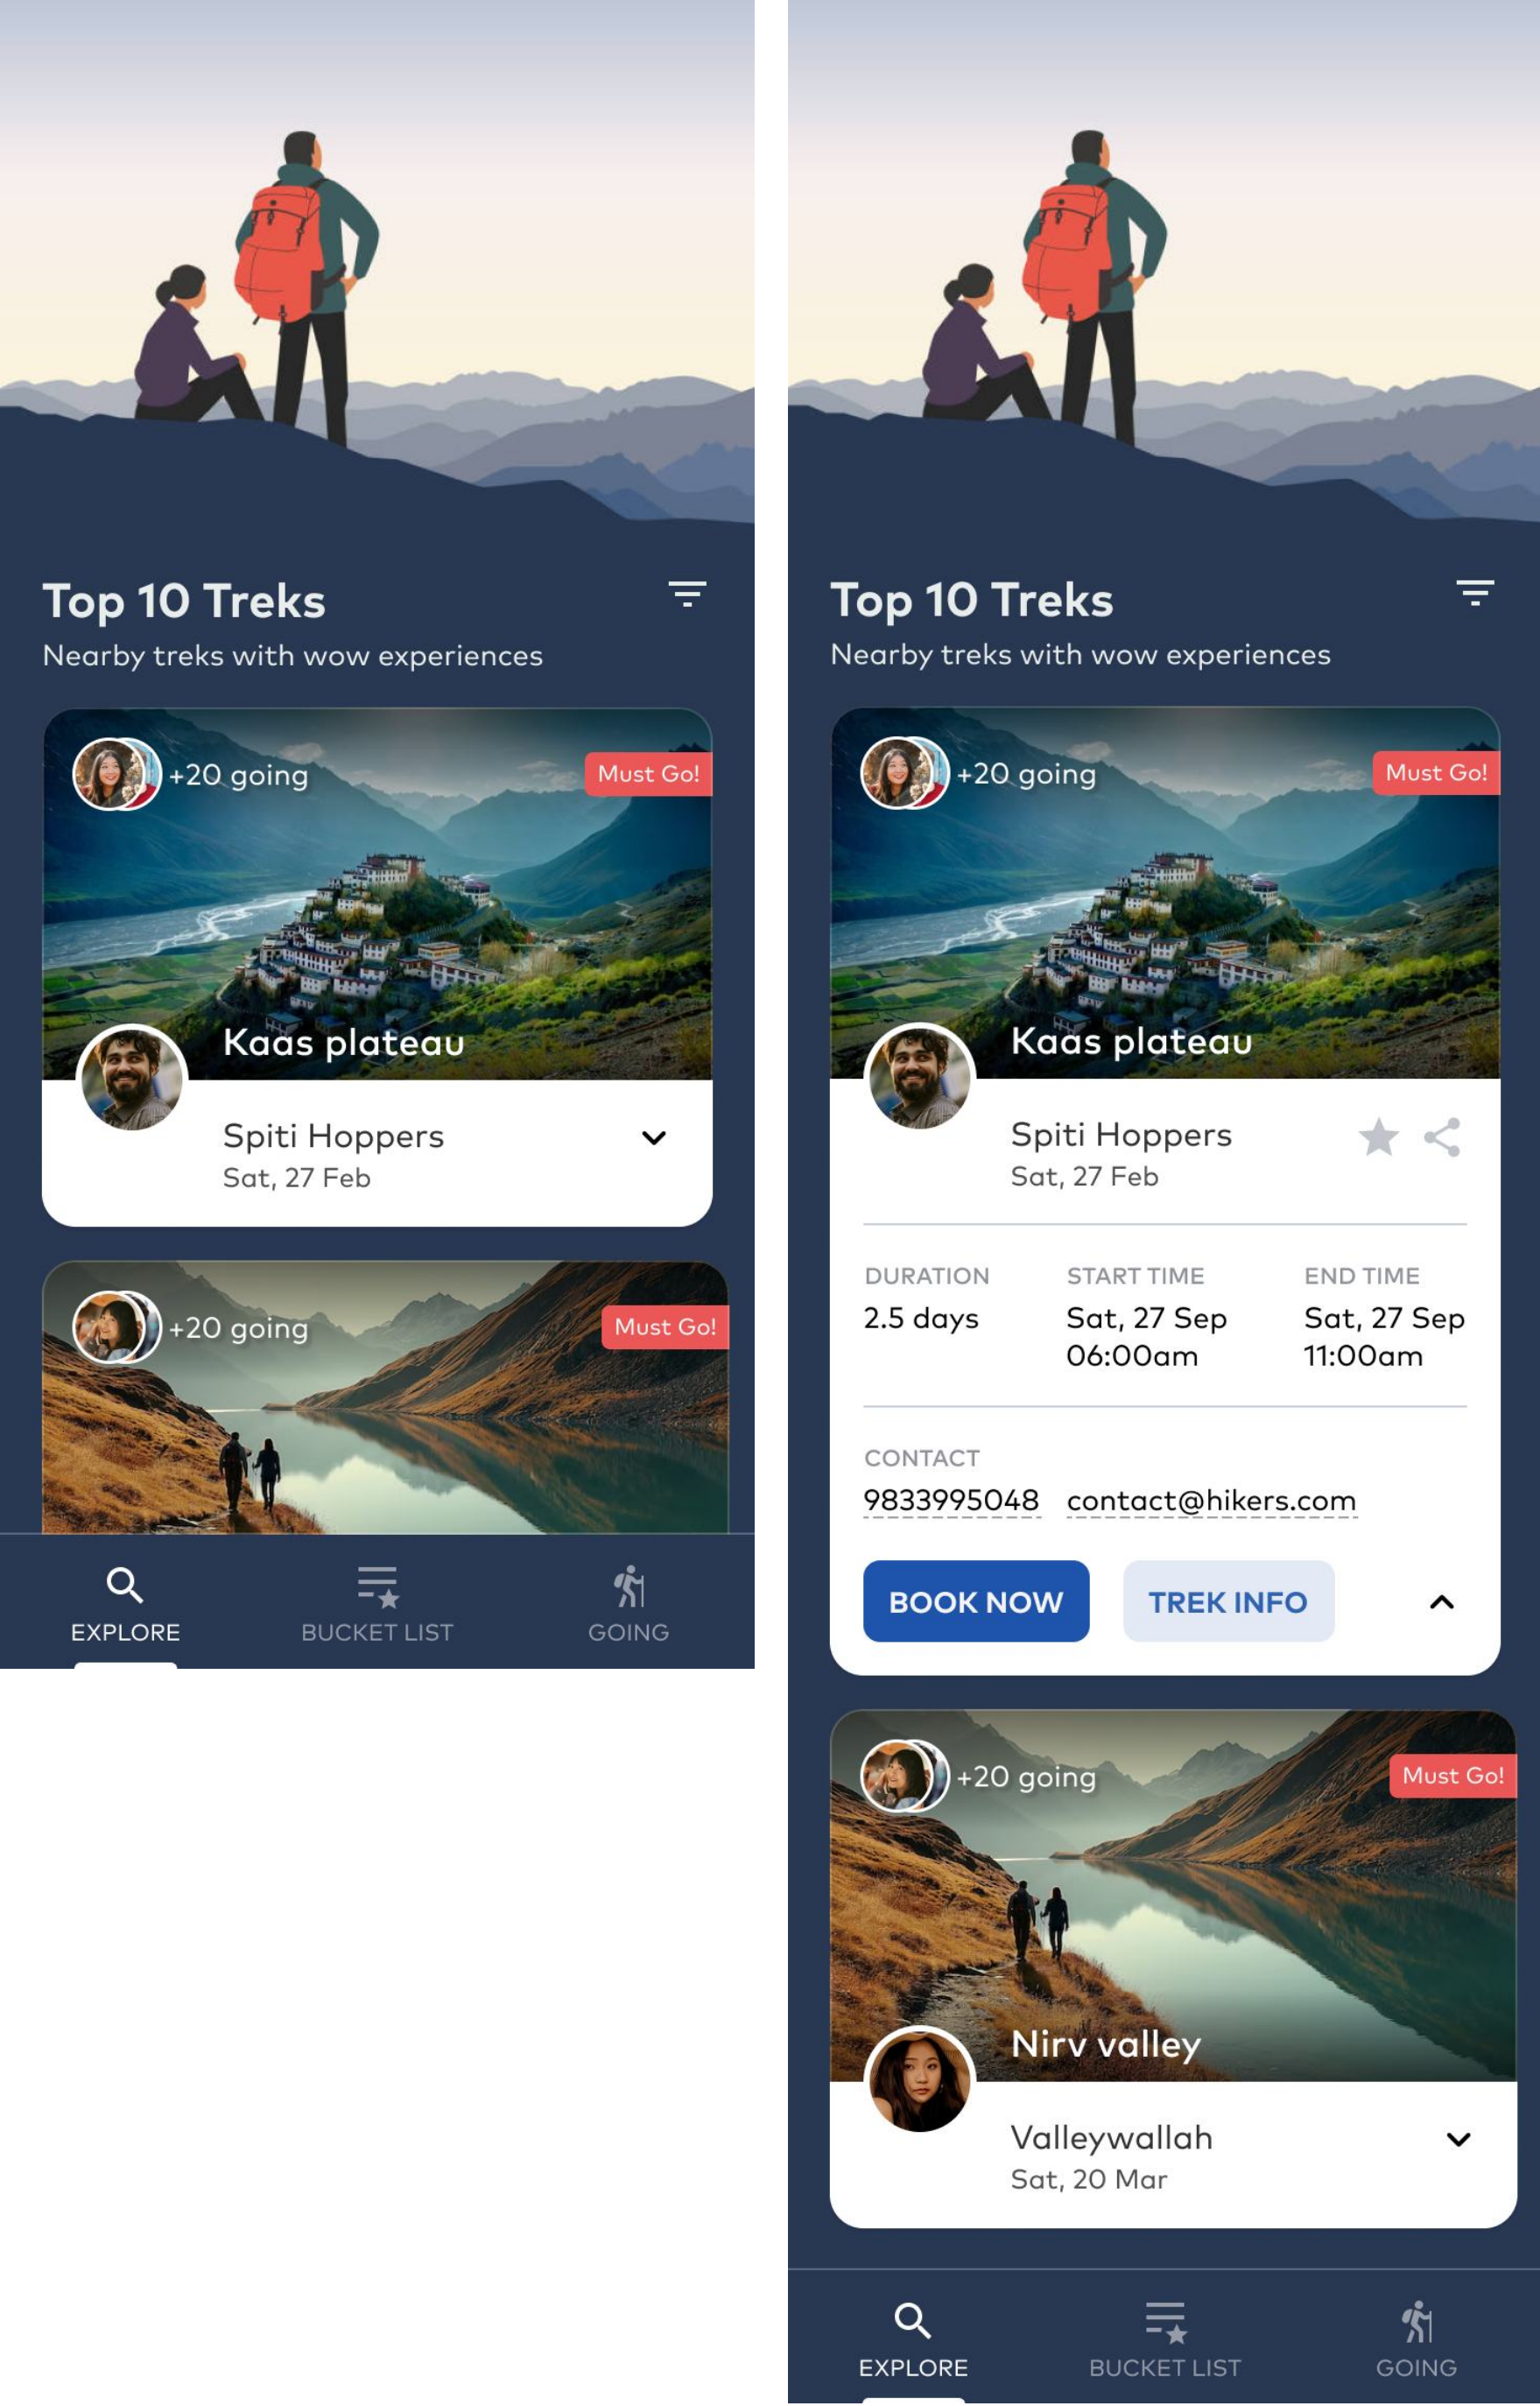 Top 10 Treks
Nearby treks with wow experiences
+20 going
Must Go!
Kaas plateau
Spiti Hoppers
Sat, 27 Feb
+20 going
Must Go!
EXPLORE
BUCKET LIST
GOING
Top 10 Treks
Nearby treks with wow experiences
+20 going
Must Go!
Kaas plateau
Spiti Hoppers
Sat, 27 Feb
DURATION
START TIME
END TIME
2.5 days
Sat, 27 Sep
Sat, 27 Sep
06:00am
11:00am
CONTACT
9833995048
contact@hikers.com
BOOK NOW
TREK INFO
+20 going
Must Go!
Nirv valley
Valleywallah
Sat, 20 Mar
EXPLORE
BUCKET LIST
GOING